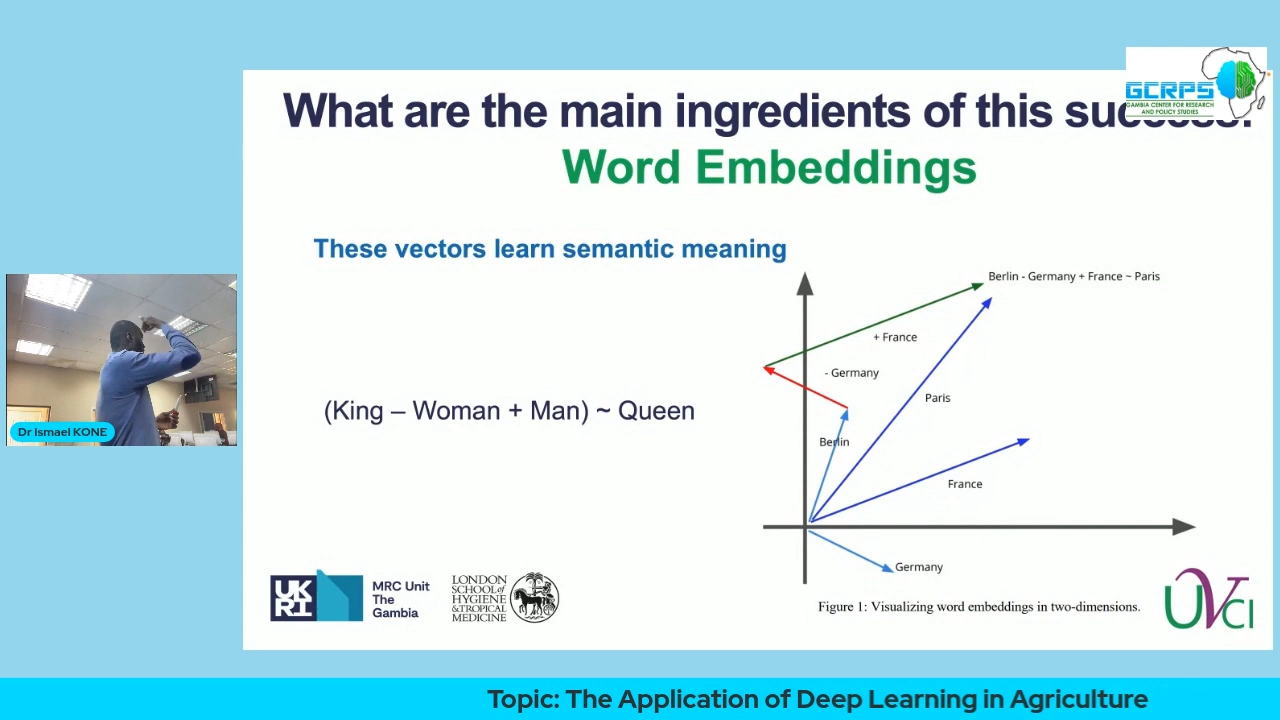 GCRPS
GAMBIA CENTER FOR RESEARCH
AND POLICY STUDIES
What are the main ingredients of this success?
Word Embeddings
These vectors learn semantic meaning
Berlin - Germany + France ~ Paris
+ France
- Germany
Paris
(King – Woman + Man) ~ Queen
Berlin
France
Germany
Dr Ismael KONE
UK
RI
MRC Unit
The
Gambia
LONDON
SCHOOL of
HYGIENE
& TROPICAL
MEDICINE
Figure 1: Visualizing word embeddings in two-dimensions.
UVCI
Topic: The Application of Deep Learning in Agriculture